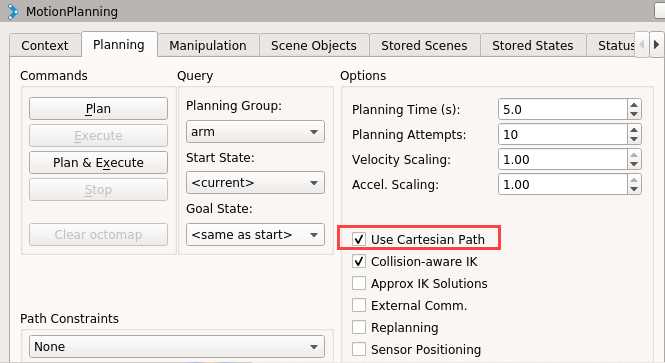 MotionPlanning
Context Planning Manipulation Scene Objects Stored Scenes Stored States Status
Commands
Plan
Execute
Plan & Execute
Stop
Clear octomap
Query
Planning Group:
arm
Start State:
<current>
Goal State:
<same as start>
Options
Planning Time (s): 5.0
Planning Attempts: 10
Velocity Scaling: 1.00
Accel. Scaling: 1.00
Use Cartesian Path
Collision-aware IK
Approx IK Solutions
External Comm.
Replanning
Sensor Positioning
Path Constraints
None